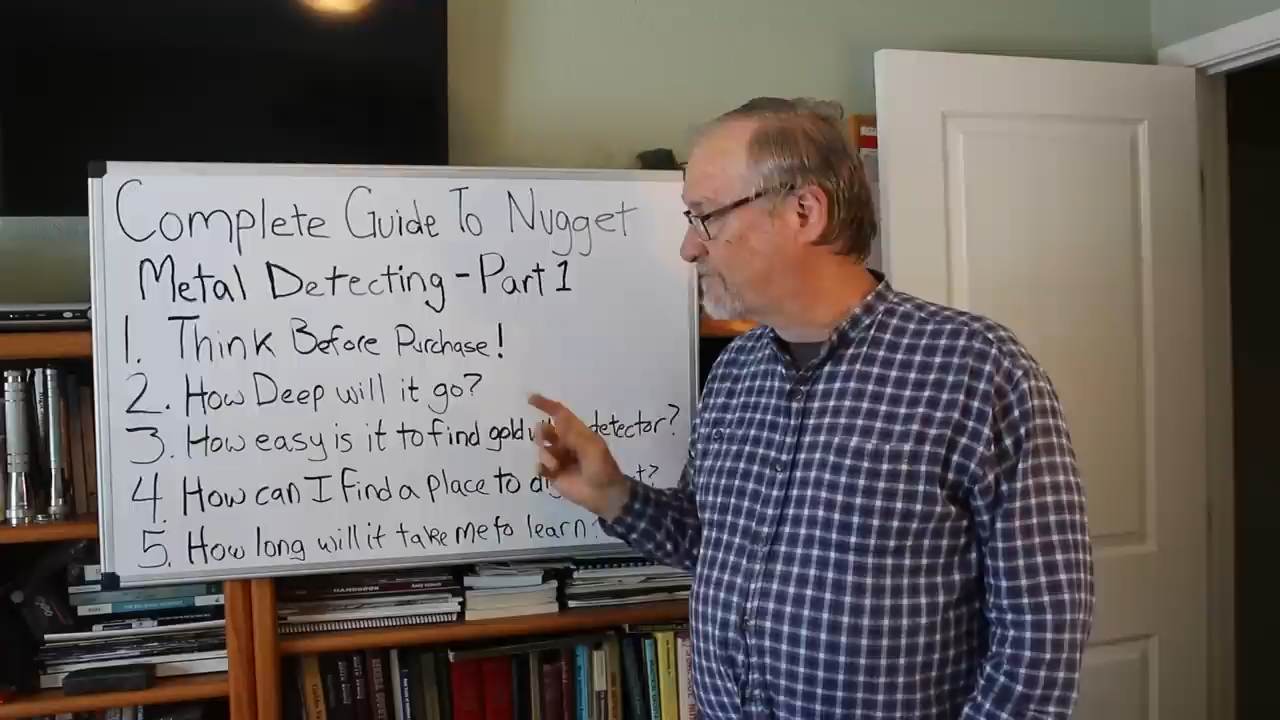 Complete Guide To Nugget
Metal Detecting - Part 1
1. Think Before Purchase!
2. How Deep will it go?
3. How easy is it to find gold detector?
4. How can I find a place to
5. How long will it take me to learn?
HANDBOOK